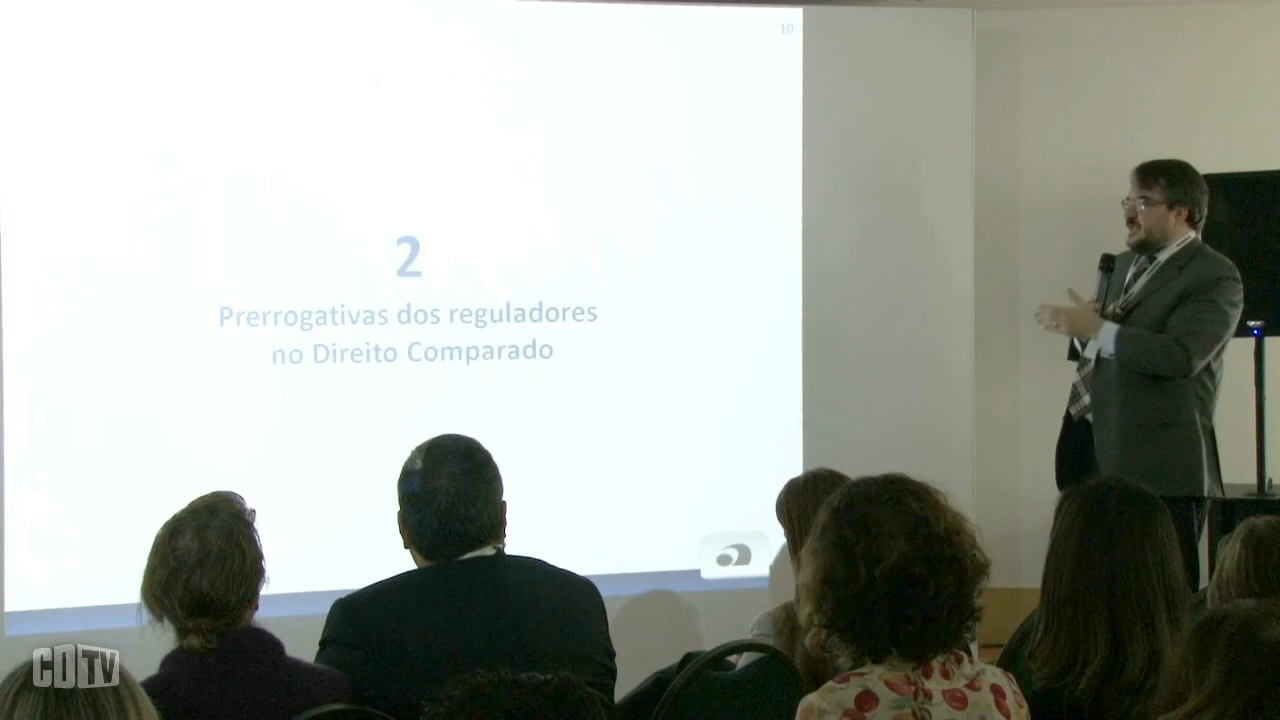 10
2
Prerrogativas dos reguladores
no Direito Comparado
CDTV